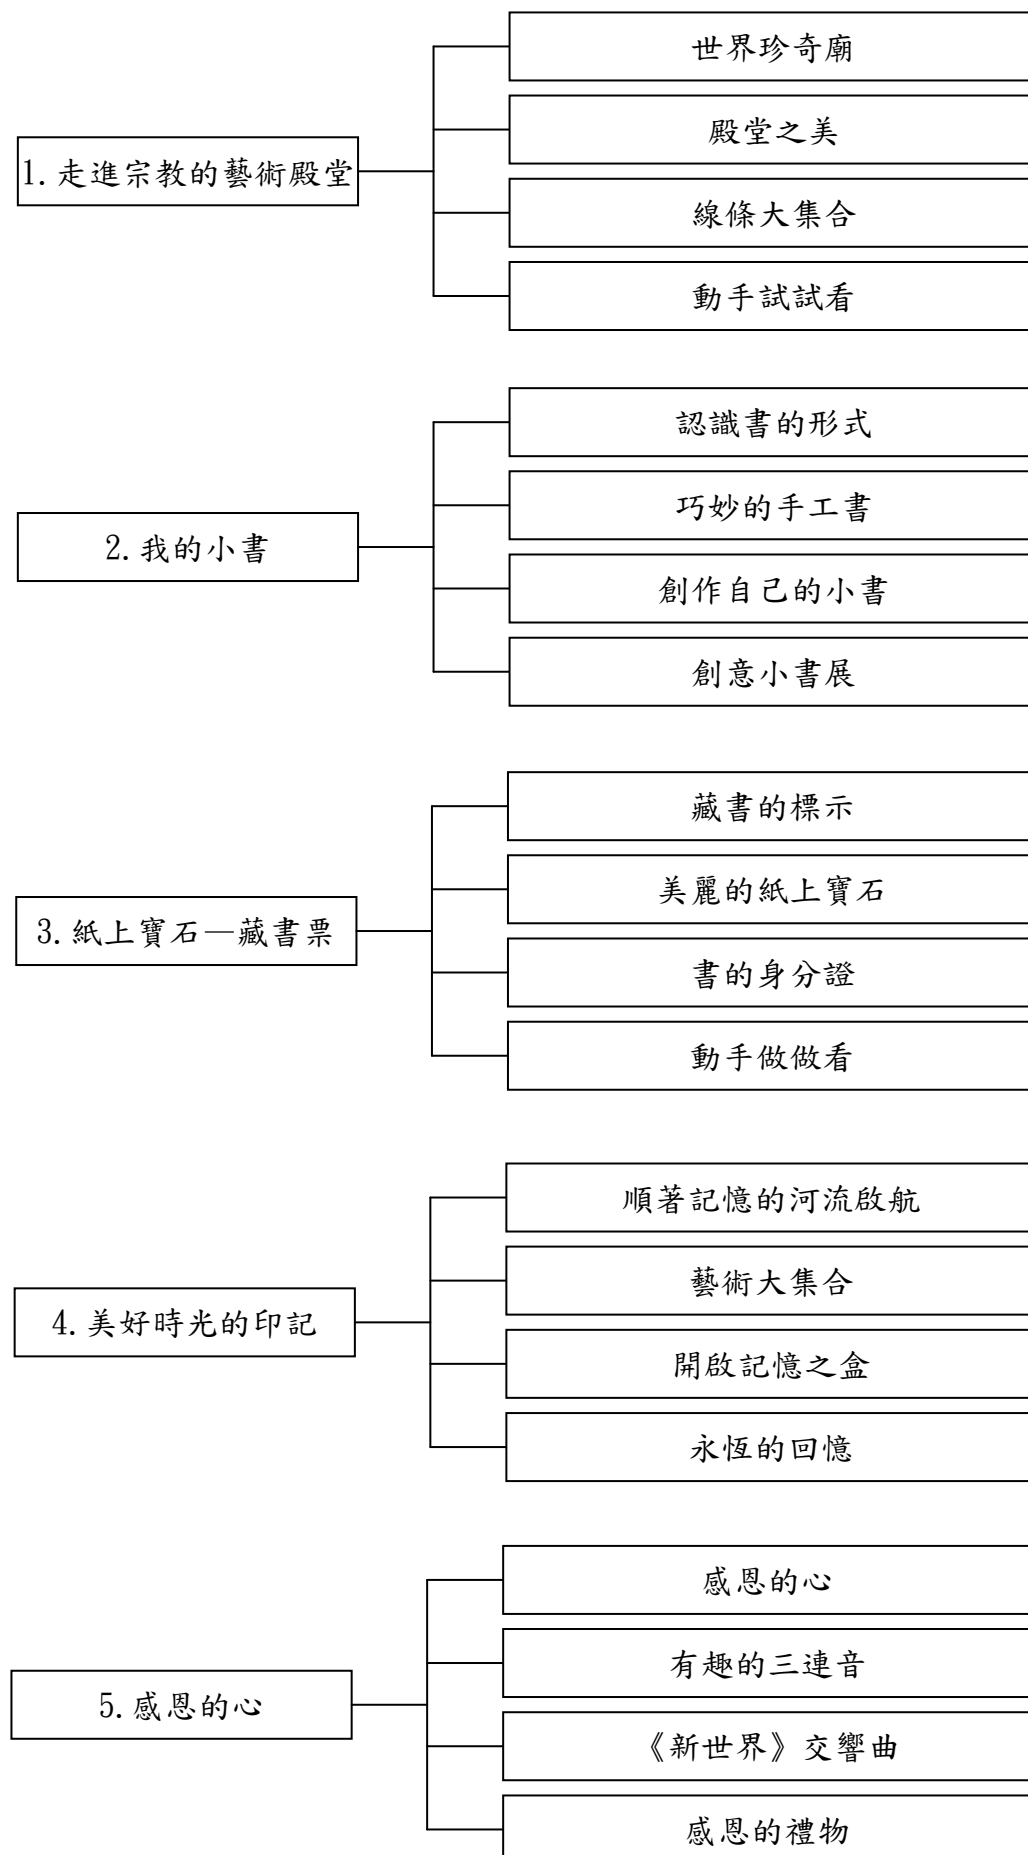 1.走進宗教的藝術殿堂
世界珍奇廟
殿堂之美
線條大集合
動手試試看
2.我的小書
認識書的形式
巧妙的手工書
創作自己的小書
創意小書展
3.紙上寶石—藏書票
藏書的標示
美麗的紙上寶石
書的身分證
動手做做看
4.美好時光的印記
順著記憶的河流啟航
藝術大集合
開啟記憶之盒
永恆的回憶
5.感恩的心
感恩的心
有趣的三連音
《新世界》交響曲
感恩的禮物